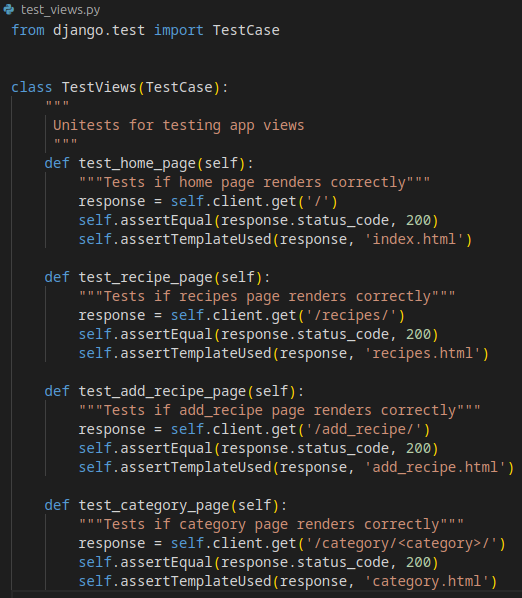 test_views.py
from django.test import TestCase
class TestViews(TestCase):
"""
Unitests for testing app views
"""
def test_home_page(self):
"""Tests if home page renders correctly"""
response = self.client.get('/')
self.assertEqual(response.status_code, 200)
self.assertTemplateUsed(response, 'index.html')
def test_recipe_page(self):
"""Tests if recipes page renders correctly"""
response = self.client.get('/recipes/')
self.assertEqual(response.status_code, 200)
self.assertTemplateUsed(response, 'recipes.html')
def test_add_recipe_page(self):
"""Tests if add_recipe page renders correctly"""
response = self.client.get('/add_recipe/')
self.assertEqual(response.status_code, 200)
self.assertTemplateUsed(response, 'add_recipe.html')
def test_category_page(self):
"""Tests if category page renders correctly"""
response = self.client.get('/category/<category>/')
self.assertEqual(response.status_code, 200)
self.assertTemplateUsed(response, 'category.html')